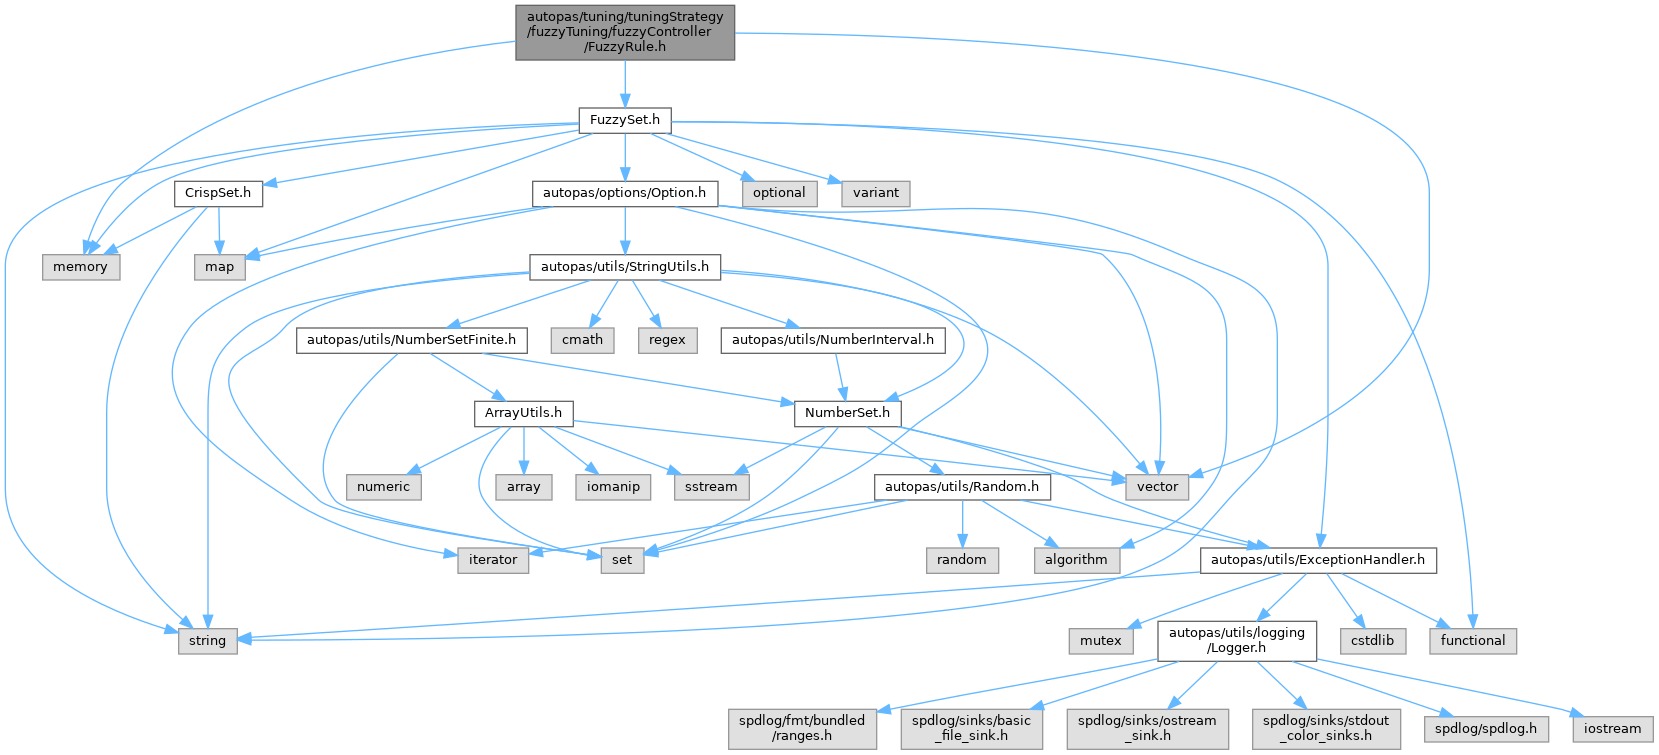 autopas/tuning/tuningStrategy
/fuzzyTuning/fuzzyController
/FuzzyRule.h
FuzzySet.h
CrispSet.h
autopas/options/Option.h
optional
variant
memory
map
autopas/utils/StringUtils.h
autopas/utils/NumberSetFinite.h
cmath
regex
autopas/utils/NumberInterval.h
ArrayUtils.h
NumberSet.h
numeric
array
iomanip
sstream
autopas/utils/Random.h
vector
iterator
set
random
algorithm
autopas/utils/ExceptionHandler.h
string
mutex
autopas/utils/logging
/Logger.h
cstdlib
functional
spdlog/fmt/bundled
/ranges.h
spdlog/sinks/basic
_file_sink.h
spdlog/sinks/ostream
_sink.h
spdlog/sinks/stdout
_color_sinks.h
spdlog/spdlog.h
iostream